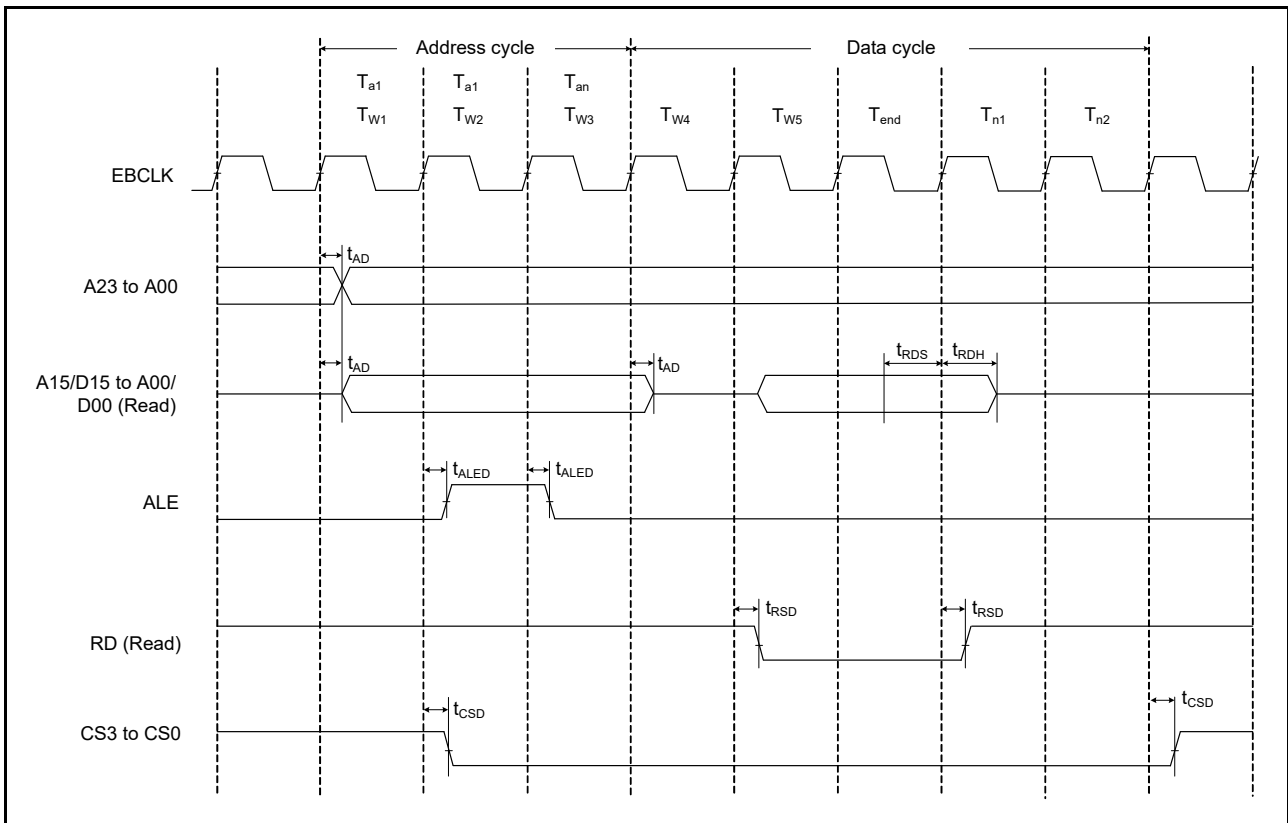 Address cycle Data cycle
Ta1 Ta1 Tan
TW1 TW2 TW3 TW4 TW5 Tend Tn1 Tn2
EBCLK
tAD
A23 to A00
tAD tAD tRDS tRDH
A15/D15 to A00/
D00 (Read)
tALED tALED
ALE
tRSD tRSD
RD (Read)
tCSD tCSD
CS3 to CS0